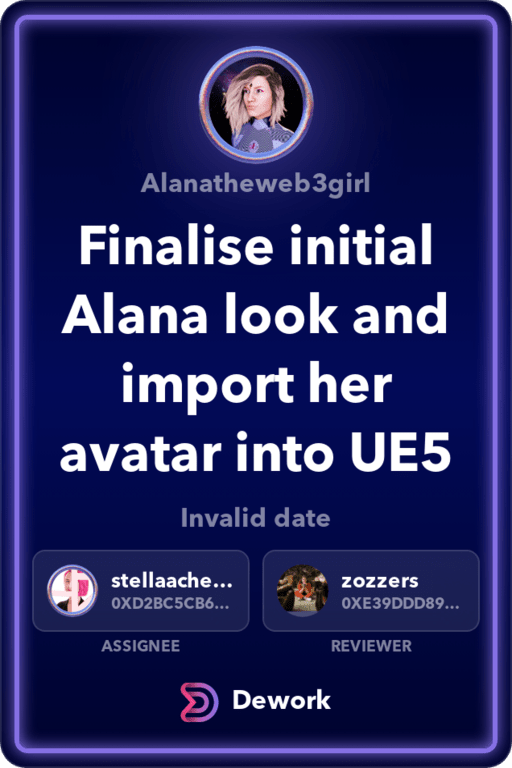 Alanatheweb3girl
Finalise initial
Alana look and
import her
avatar into UE5
Invalid date
stellaache...
0XD2BC5CB6...
ASSIGNEE
zozzers
0XE39DDD89...
REVIEWER
Dework